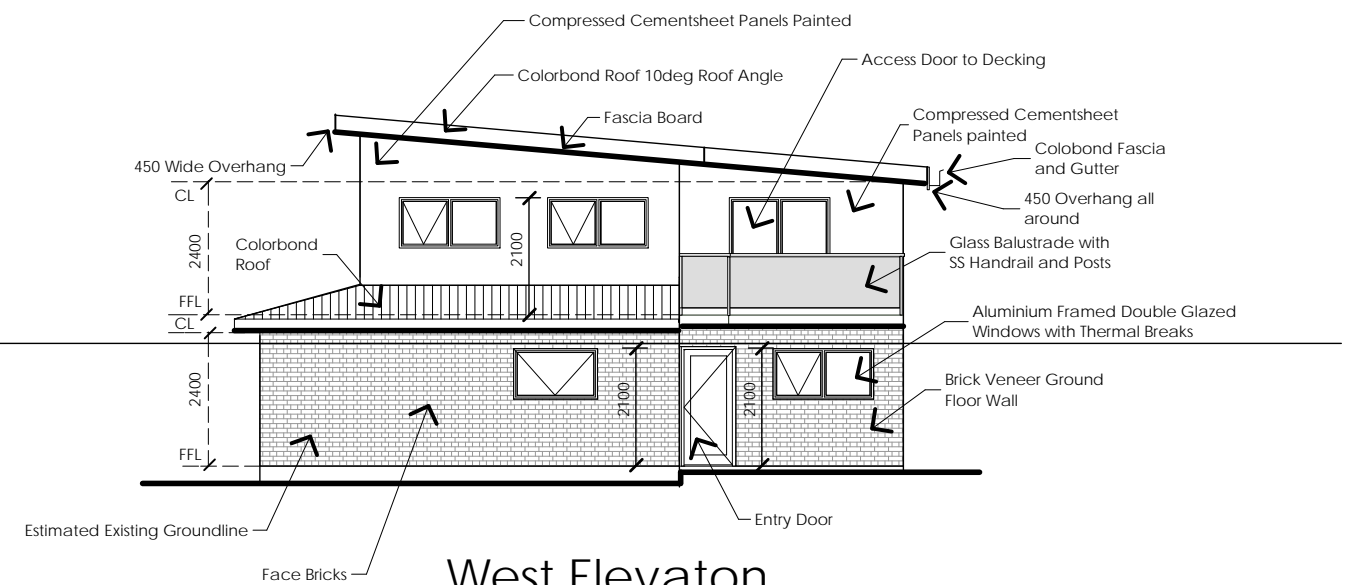 Compressed Cementsheet Panels Painted
Colorbond Roof 10deg Roof Angle
Access Door to Decking
Fascia Board
Compressed Cementsheet
Panels painted
Colobond Fascia
and Gutter
450 Wide Overhang
CL
450 Overhang all
around
2400
Colorbond
Roof
2100
Glass Balustrade with
SS Handrail and Posts
FFL
CL
Aluminium Framed Double Glazed
Windows with Thermal Breaks
2400
2100
2100
Brick Veneer Ground
Floor Wall
FFL
Estimated Existing Groundline
Entry Door
Face Bricks
West Elevaton